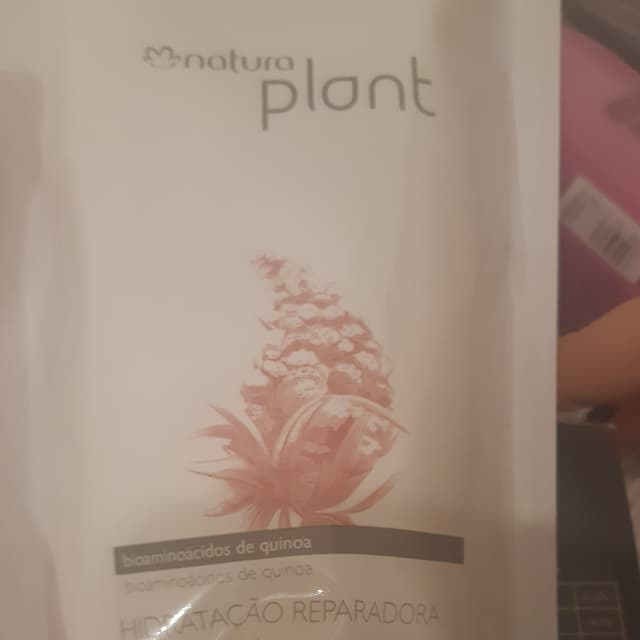 natura
plant
bioaminoácidos de quinoa
bioaminoácidos de quinoa
HIDRATAÇÃO REPARADORA